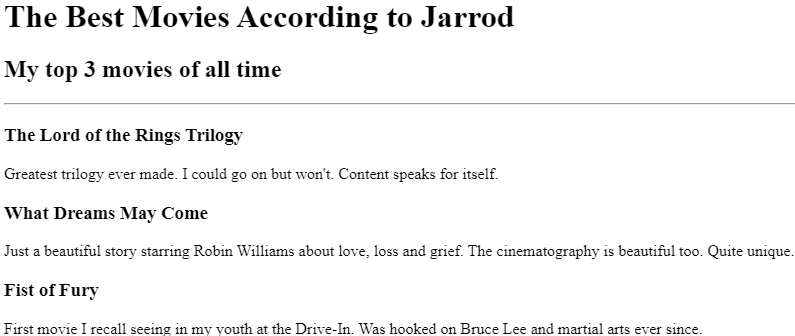 The Best Movies According to Jarrod
My top 3 movies of all time
The Lord of the Rings Trilogy
Greatest trilogy ever made. I could go on but won't. Content speaks for itself.
What Dreams May Come
Just a beautiful story starring Robin Williams about love, loss and grief. The cinematography is beautiful too. Quite unique.
Fist of Fury
First movie I recall seeing in my youth at the Drive-In. Was hooked on Bruce Lee and martial arts ever since.